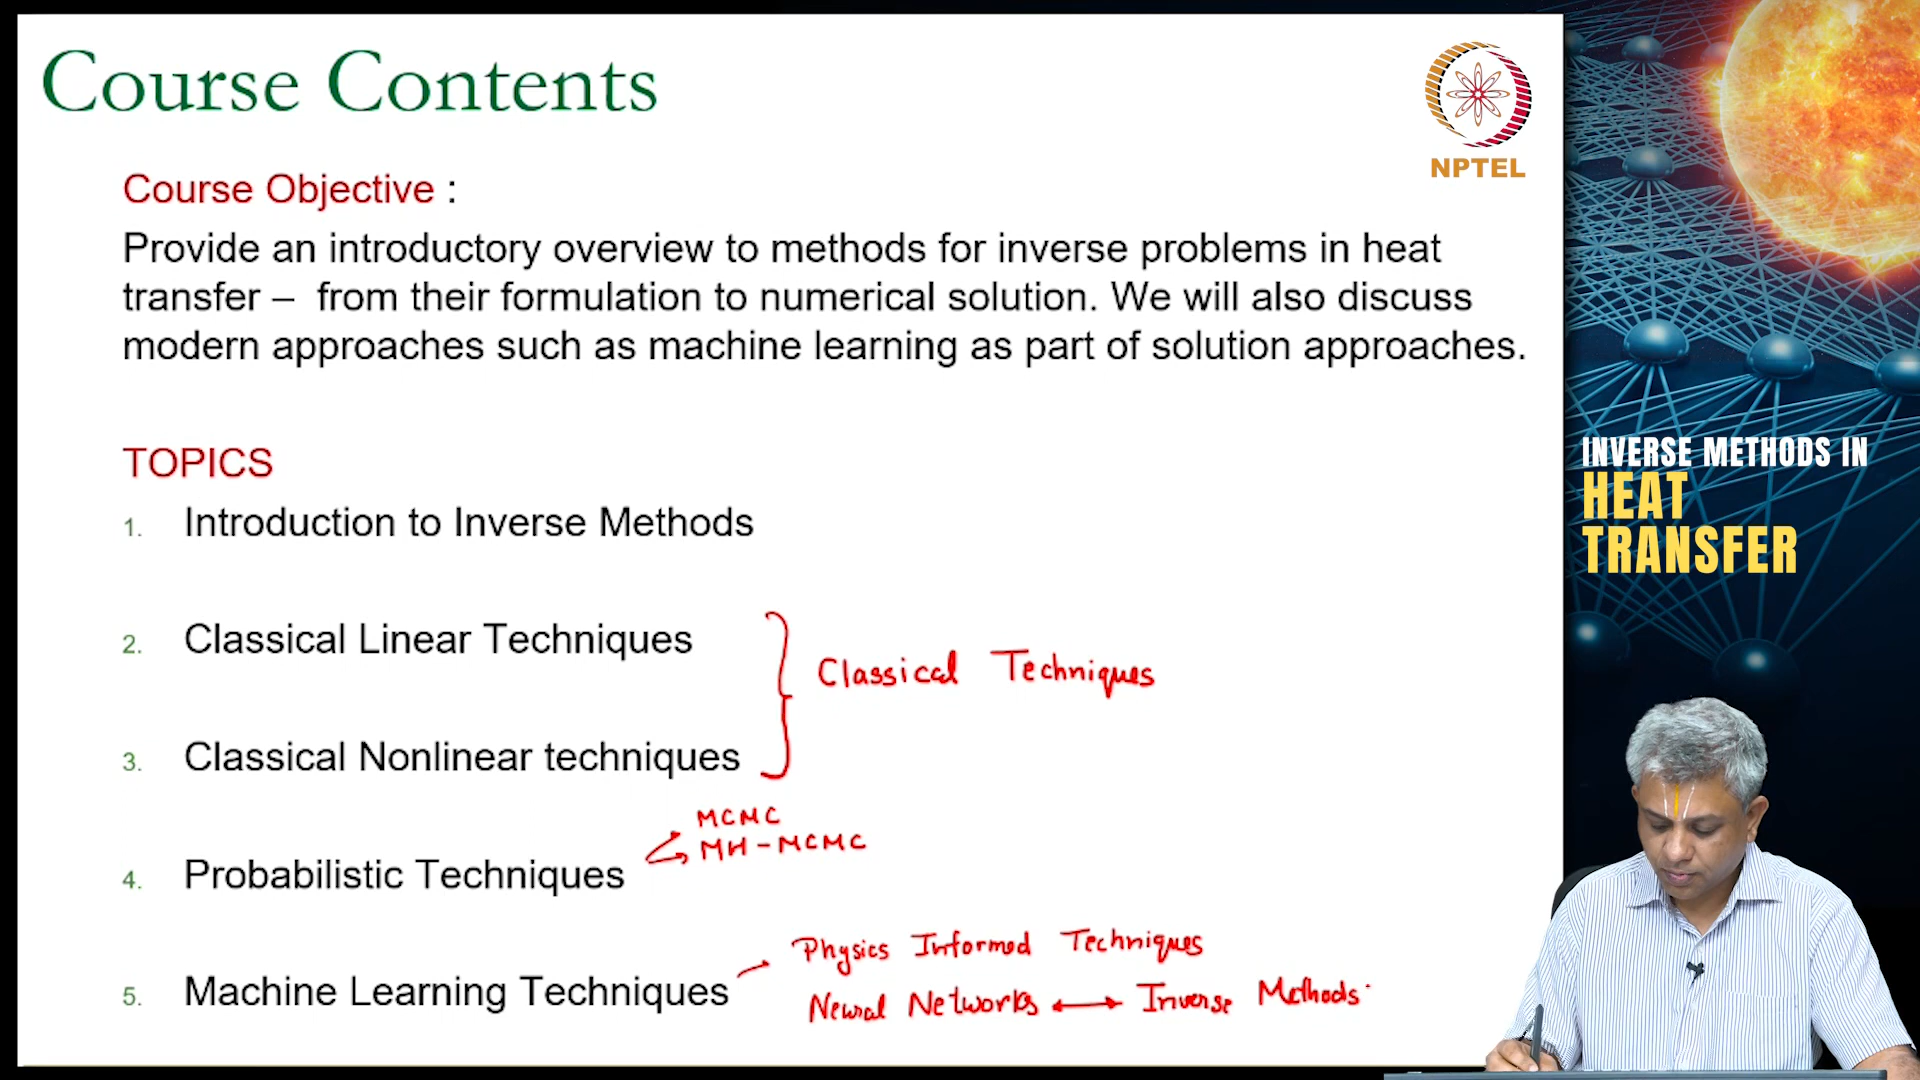 Course Contents
NPTEL
Course Objective :
Provide an introductory overview to methods for inverse problems in heat
transfer – from their formulation to numerical solution. We will also discuss
modern approaches such as machine learning as part of solution approaches.
TOPICS
1. Introduction to Inverse Methods
2. Classical Linear Techniques
Classical Techniques
3. Classical Nonlinear techniques
MCMC
MH-MCMC
4. Probabilistic Techniques
Physics Informed Techniques
5. Machine Learning Techniques
Neural Networks ⟷ Inverse Methods
INVERSE METHODS IN
HEAT
TRANSFER